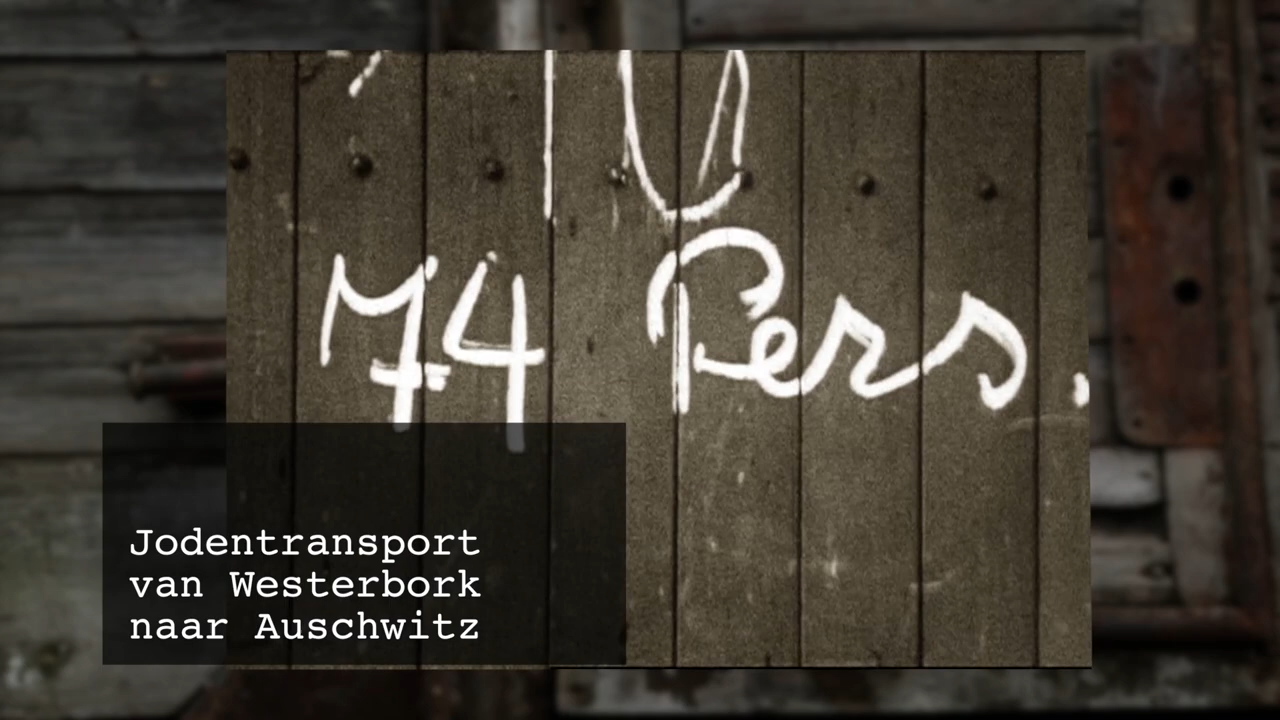 74 Pers.
Jodentransport
van Westerbork
naar Auschwitz